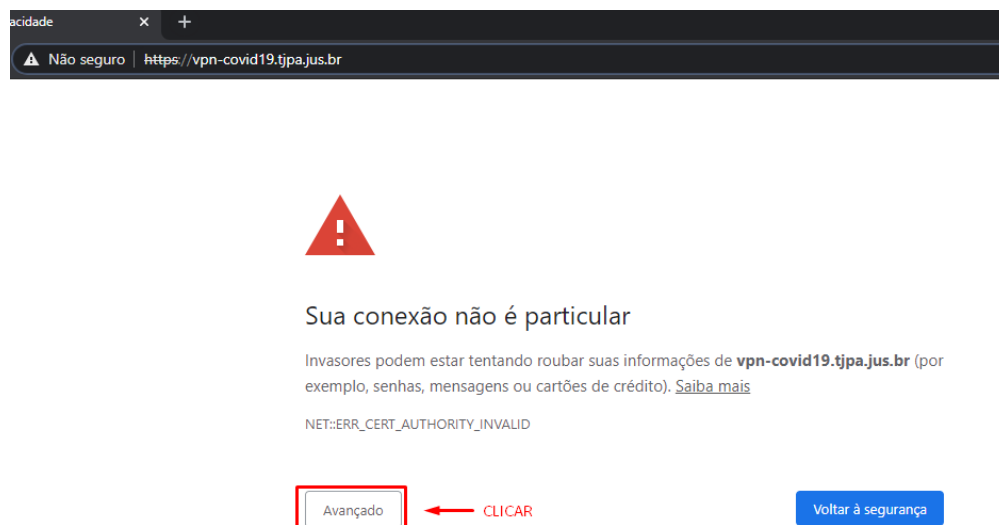 acidade × +
Não seguro | https://vpn-covid19.tjpa.jus.br
Sua conexão não é particular
Invasores podem estar tentando roubar suas informações de vpn-covid19.tjpa.jus.br (por
exemplo, senhas, mensagens ou cartões de crédito). Saiba mais
NET::ERR_CERT_AUTHORITY_INVALID
Avançado CLICAR Voltar à segurança